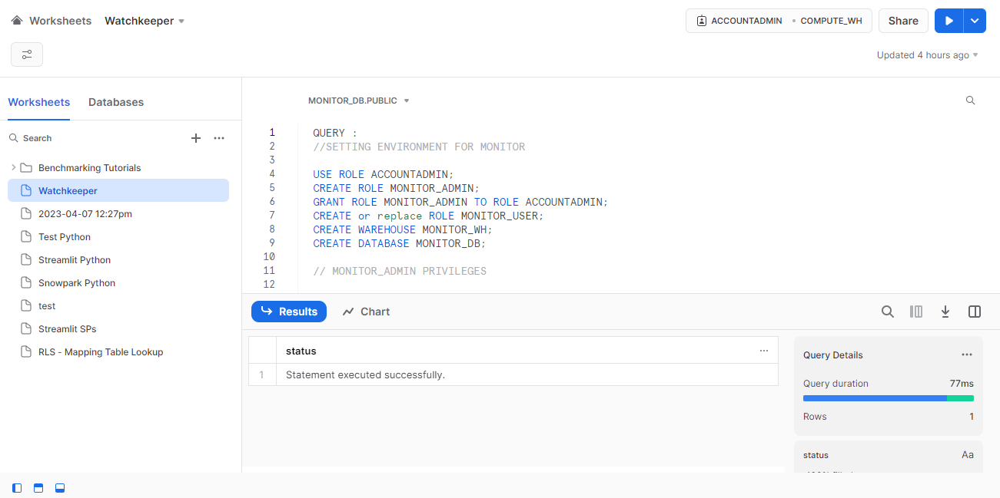 Worksheets Watchkeeper
ACCOUNTADMIN • COMPUTE_WH
Share
Updated 4 hours ago
Worksheets Databases
Search
Benchmarking Tutorials
Watchkeeper
2023-04-07 12:27pm
Test Python
Streamlit Python
Snowpark Python
test
Streamlit SPs
RLS - Mapping Table Lookup
MONITOR_DB.PUBLIC
1 QUERY :
2 //SETTING ENVIRONMENT FOR MONITOR
3
4 USE ROLE ACCOUNTADMIN;
5 CREATE ROLE MONITOR_ADMIN;
6 GRANT ROLE MONITOR_ADMIN TO ROLE ACCOUNTADMIN;
7 CREATE or replace ROLE MONITOR_USER;
8 CREATE WAREHOUSE MONITOR_WH;
9 CREATE DATABASE MONITOR_DB;
10
11 // MONITOR_ADMIN PRIVILEGES
12
Results Chart
status
1 Statement executed successfully.
Query Details
Query duration 77ms
Rows 1
status Aa